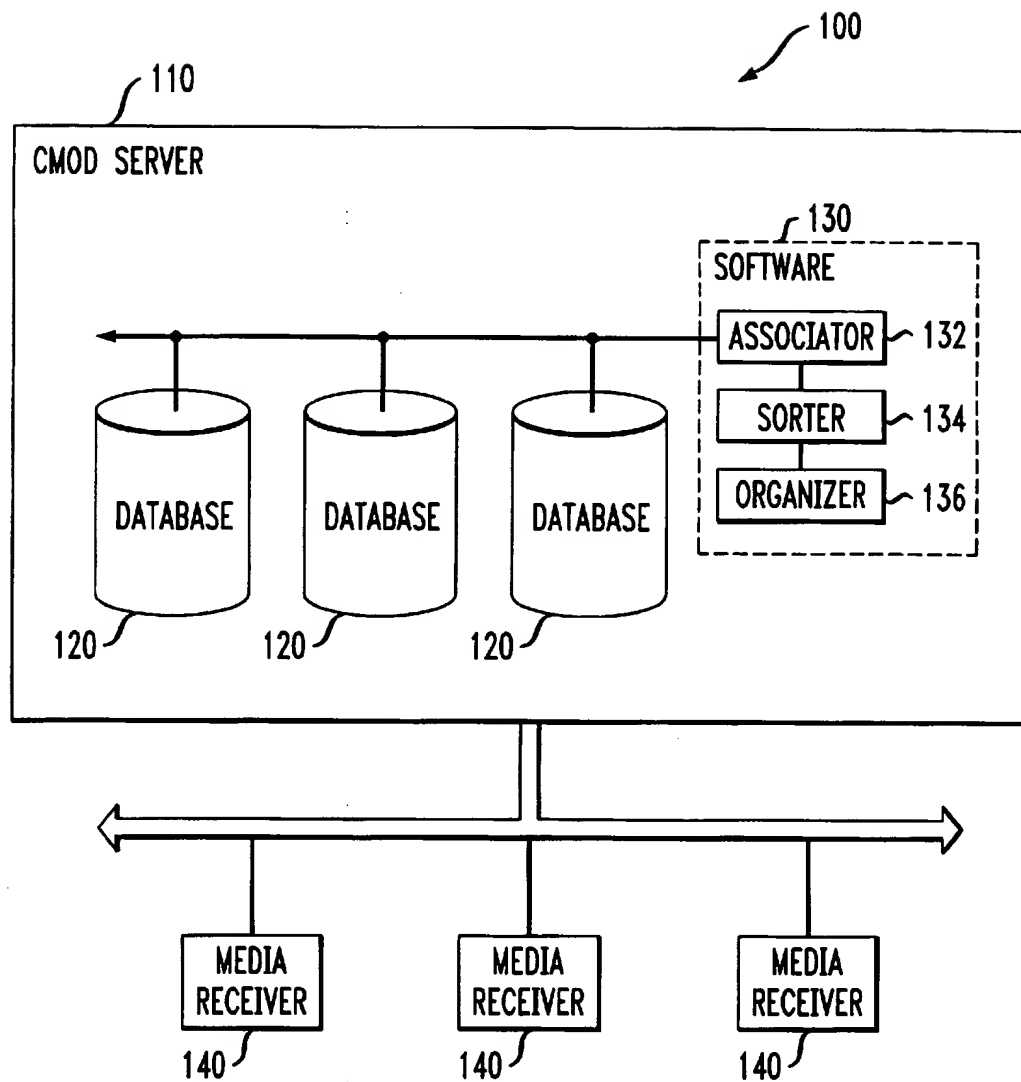 100
110
CMOD SERVER
130
SOFTWARE
ASSOCIATOR 132
SORTER 134
ORGANIZER 136
DATABASE DATABASE DATABASE
120 120 120
MEDIA RECEIVER
MEDIA RECEIVER
MEDIA RECEIVER
140 140 140